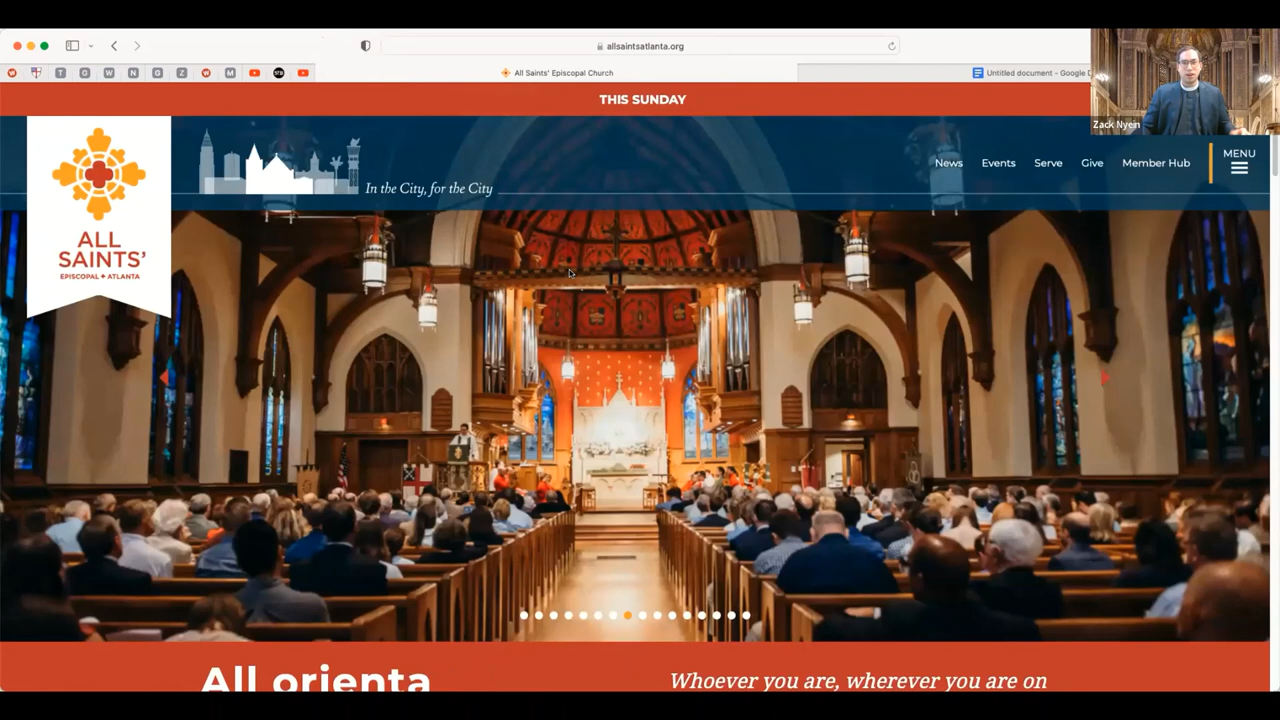 allsaintsatlanta.org
T
O
W
N
G
Z
M
STB
All Saints' Episcopal Church
Untitled document - Google D
Zack Nyein
THIS SUNDAY
News Events Serve Give Member Hub
MENU
In the City, for the City
ALL
SAINTS'
EPISCOPAL ATLANTA
All orienta
Whoever you are, wherever you are on